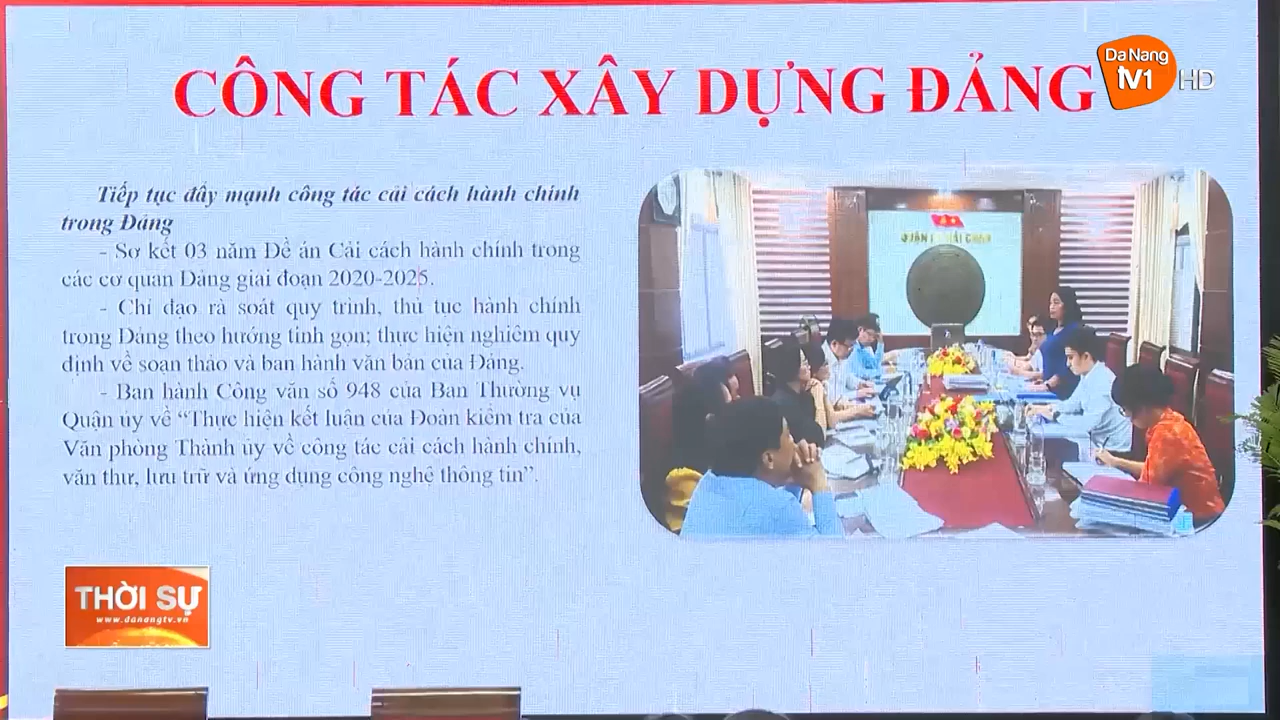 CÔNG TÁC XÂY DỰNG ĐẢNG
DaNang
TV1 HD
Tiếp tục đẩy mạnh công tác cải cách hành chính
trong Đảng
- Sơ kết 03 năm Đề án Cải cách hành chính trong
các cơ quan Đảng giai đoạn 2020-2025.
- Chỉ đạo rà soát quy trình, thủ tục hành chính
trong Đảng theo hướng tinh gọn; thực hiện nghiêm quy
định về soạn thảo và ban hành văn bản của Đảng.
- Ban hành Công văn số 948 của Ban Thường vụ
Quận ủy về “Thực hiện kết luận của Đoàn kiểm tra của
Văn phòng Thành ủy về công tác cải cách hành chính,
văn thư, lưu trữ và ứng dụng công nghệ thông tin”.
THỜI SỰ
www.danangtv.vn